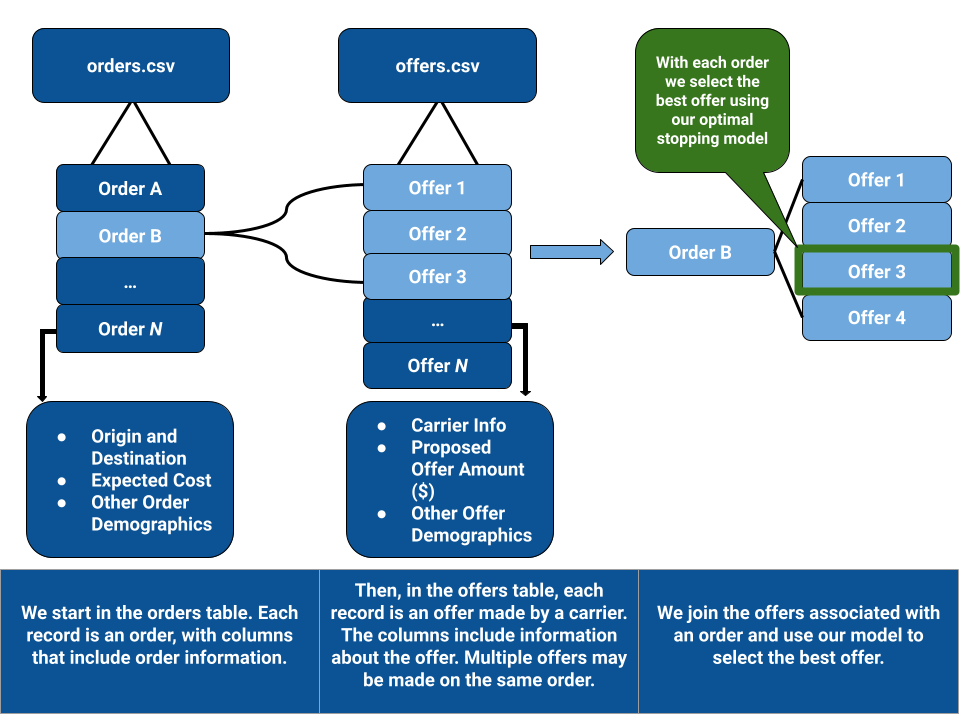 orders.csv
Order A
Order B
...
Order N
● Origin and
Destination
● Expected Cost
● Other Order
Demographics
offers.csv
Offer 1
Offer 2
Offer 3
...
Offer N
● Carrier Info
● Proposed
Offer Amount
($)
● Other Offer
Demographics
With each order
we select the
best offer using
our optimal
stopping model
Order B
Offer 1
Offer 2
Offer 3
Offer 4
We start in the orders table. Each
record is an order, with columns
that include order information.
Then, in the offers table, each
record is an offer made by a carrier.
The columns include information
about the offer. Multiple offers may
be made on the same order.
We join the offers associated with
an order and use our model to
select the best offer.